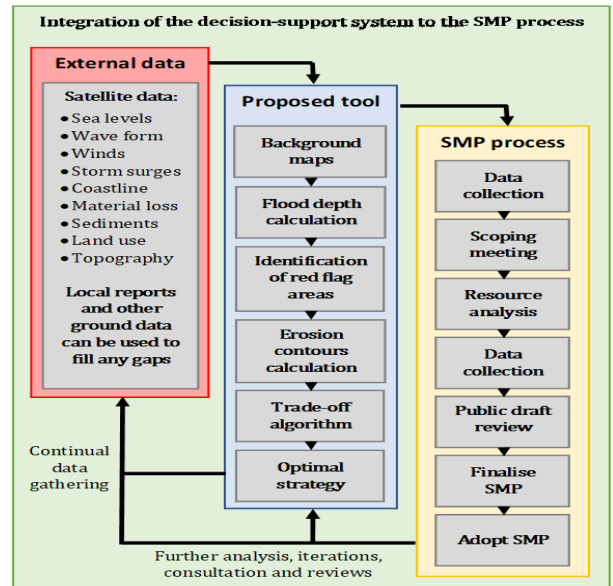 Integration of the decision-support system to the SMP process
External data
Satellite data:
• Sea levels
• Wave form
• Winds
• Storm surges
• Coastline
• Material loss
• Sediments
• Land use
• Topography
Local reports
and other
ground data
can be used to
fill any gaps
Proposed tool
Background
maps
Flood depth
calculation
Identification
of red flag
areas
Erosion
contours
calculation
Trade-off
algorithm
Optimal
strategy
SMP process
Data
collection
Scoping
meeting
Resource
analysis
Data
collection
Public draft
review
Finalise
SMP
Adopt SMP
Continual
data
gathering
Further analysis, iterations,
consultation and reviews